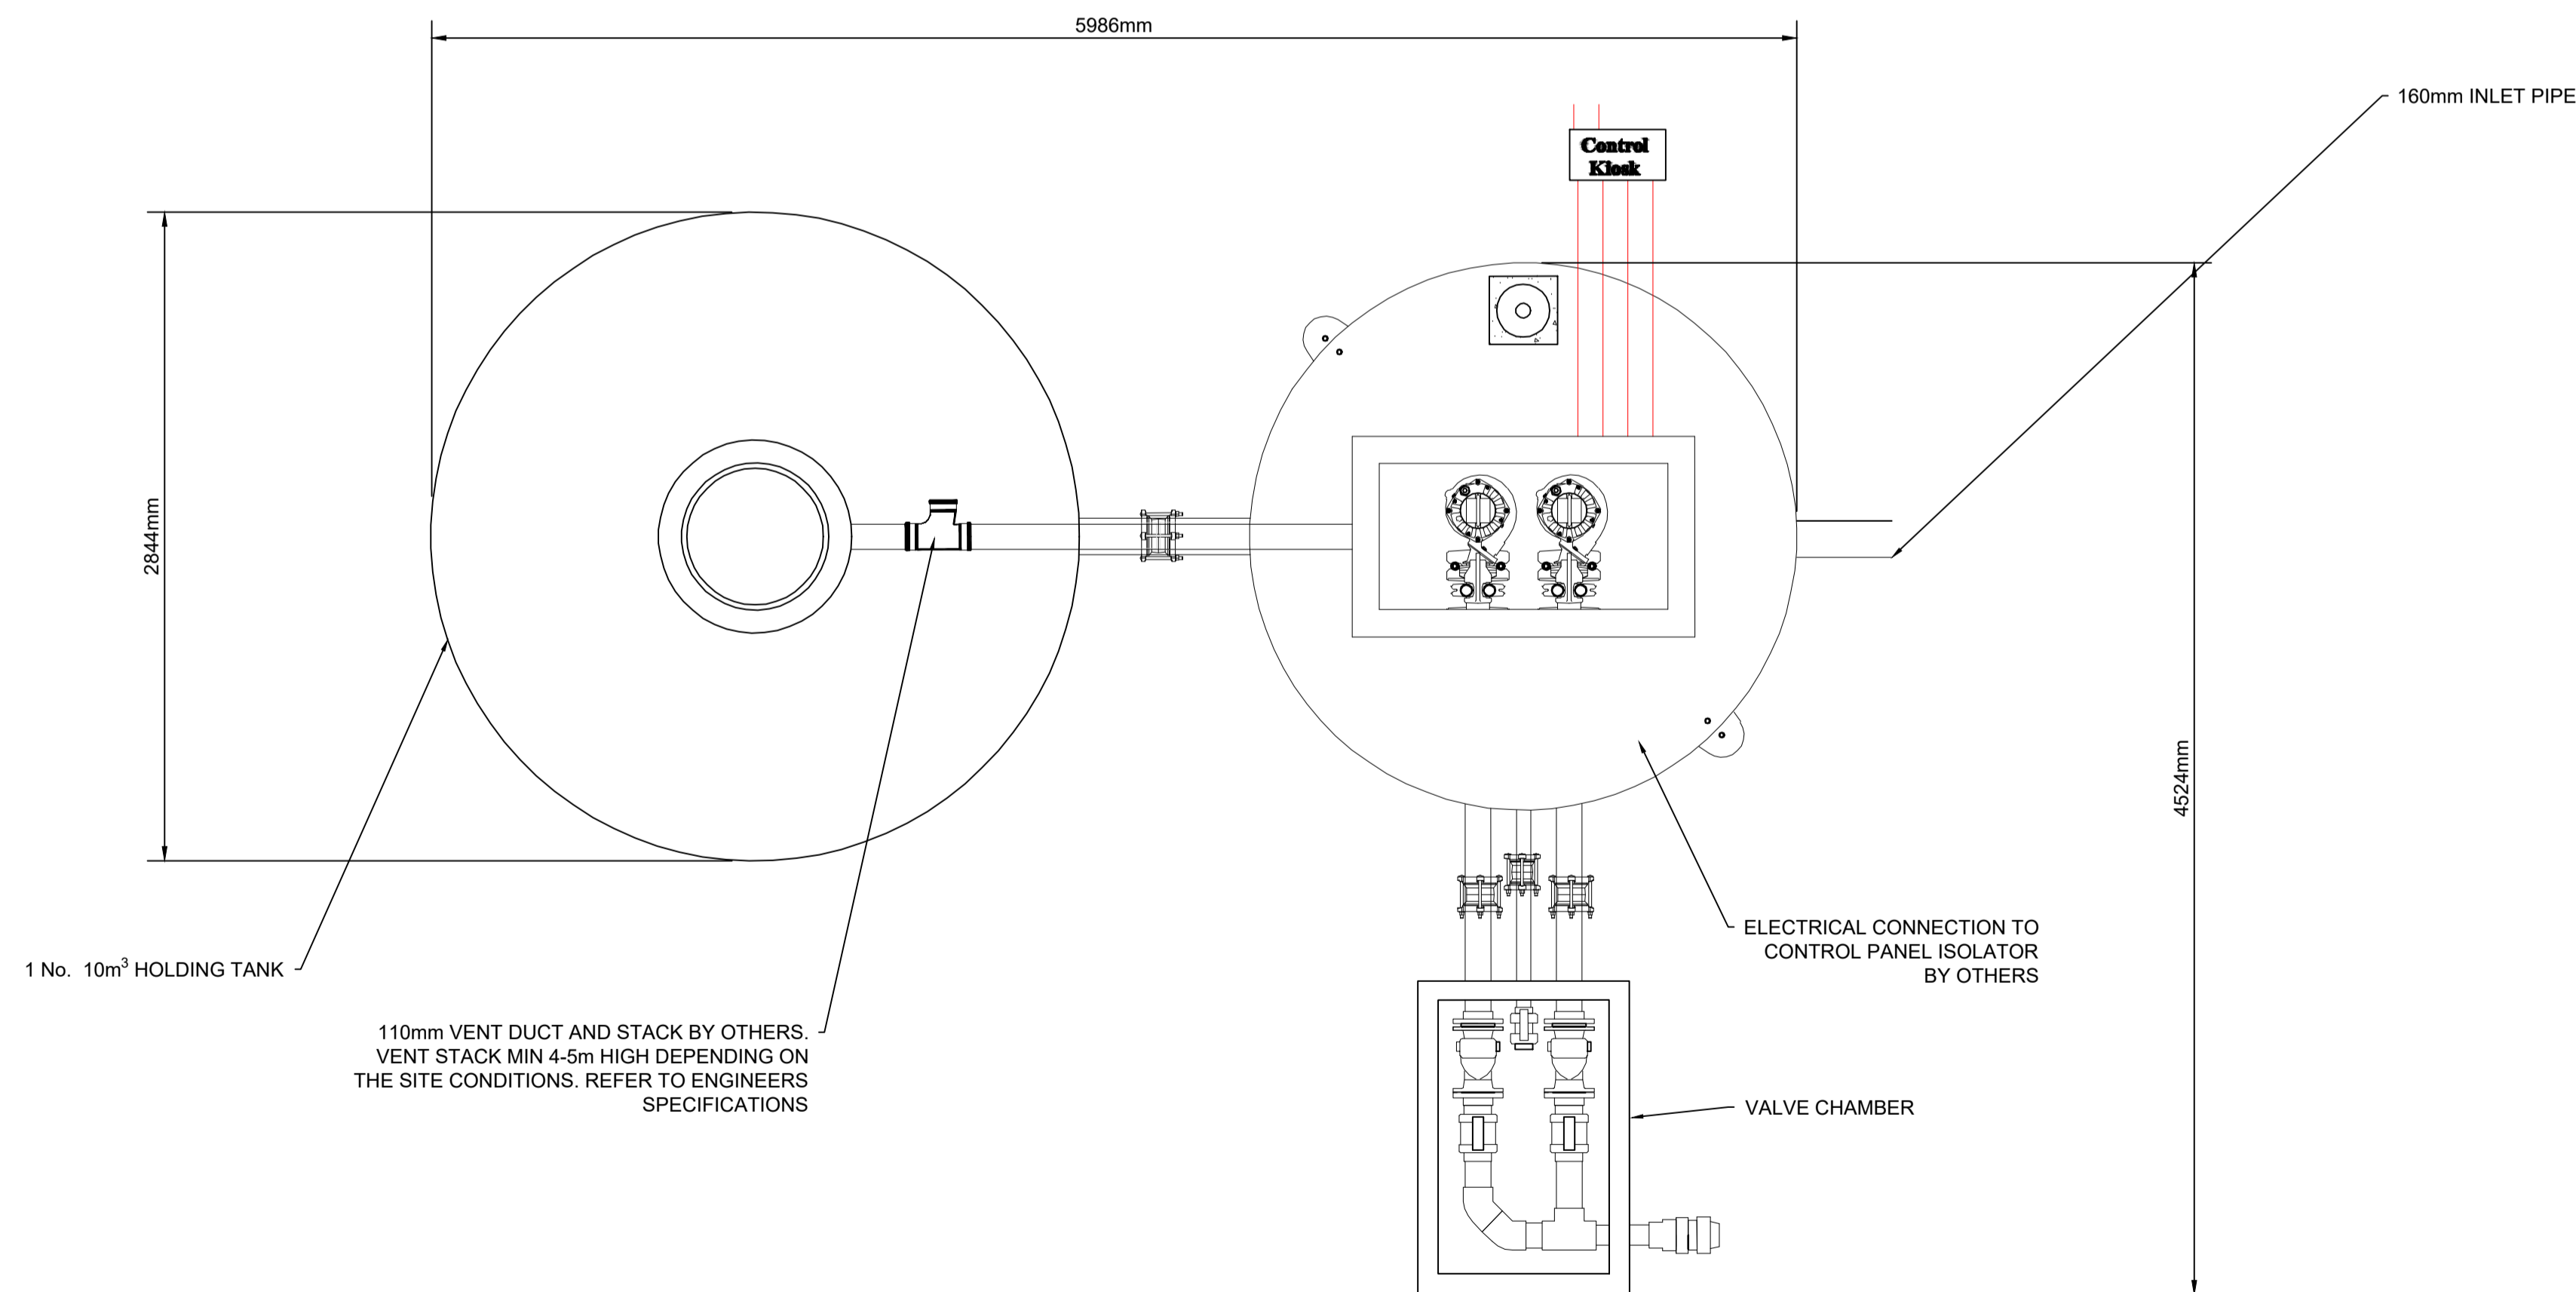 5986mm
160mm INLET PIPE
Control
Kiosk
2844mm
4524mm
ELECTRICAL CONNECTION TO
CONTROL PANEL ISOLATOR
BY OTHERS
1 No. 10m³ HOLDING TANK
110mm VENT DUCT AND STACK BY OTHERS.
VENT STACK MIN 4-5m HIGH DEPENDING ON
THE SITE CONDITIONS. REFER TO ENGINEERS
SPECIFICATIONS
VALVE CHAMBER